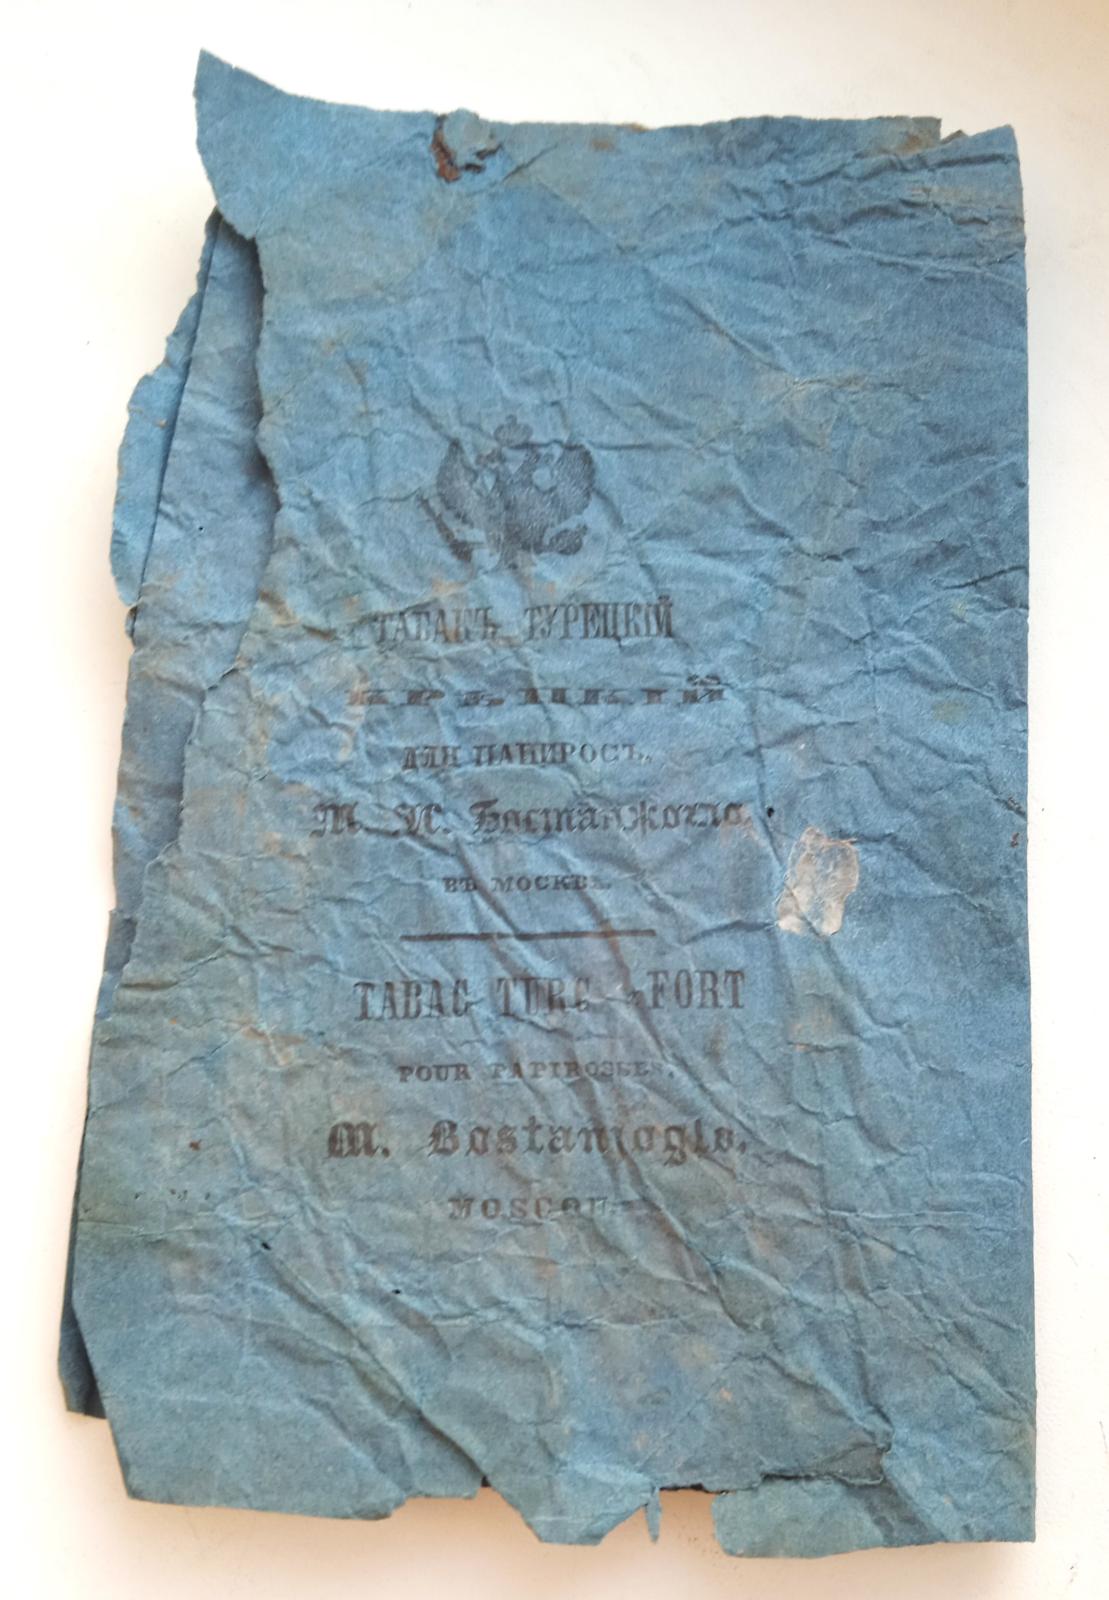 ТАБАКЪ ТУРЕЦКІЙ
КРѢПКІЙ
ДЛЯ ПАПИРОСЪ,
М. И. Бостанжогло,
ВЪ МОСКВѢ.
TABAC TURC FORT
POUR PAPIROSSES,
M. Bostanjoglo,
MOSCOU.